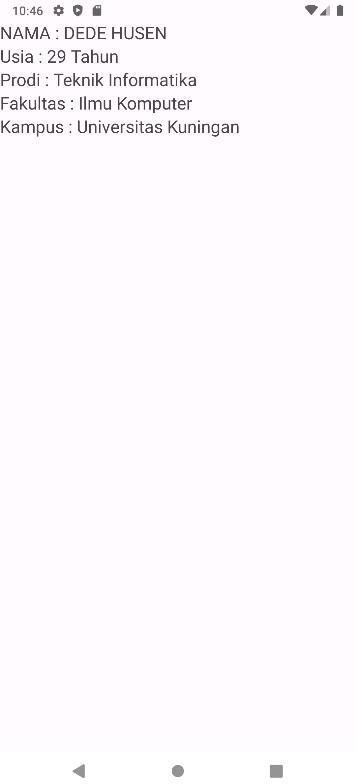 10:46
NAMA : DEDE HUSEN
Usia : 29 Tahun
Prodi : Teknik Informatika
Fakultas : Ilmu Komputer
Kampus : Universitas Kuningan